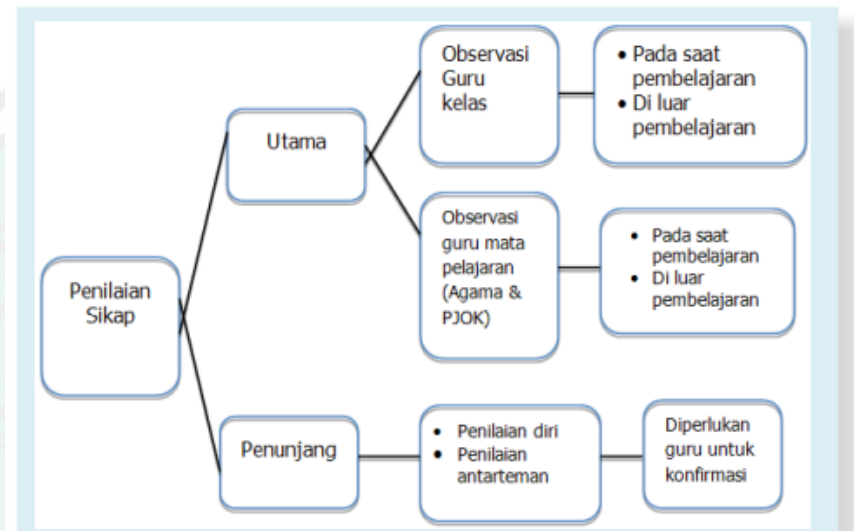 Penilaian
Sikap
Utama
Observasi
Guru
kelas
• Pada saat
pembelajaran
• Di luar
pembelajaran
Observasi
guru mata
pelajaran
(Agama &
PJOK)
• Pada saat
pembelajaran
• Di luar
pembelajaran
Penunjang
• Penilaian diri
• Penilaian
antarteman
Diperlukan
guru untuk
konfirmasi